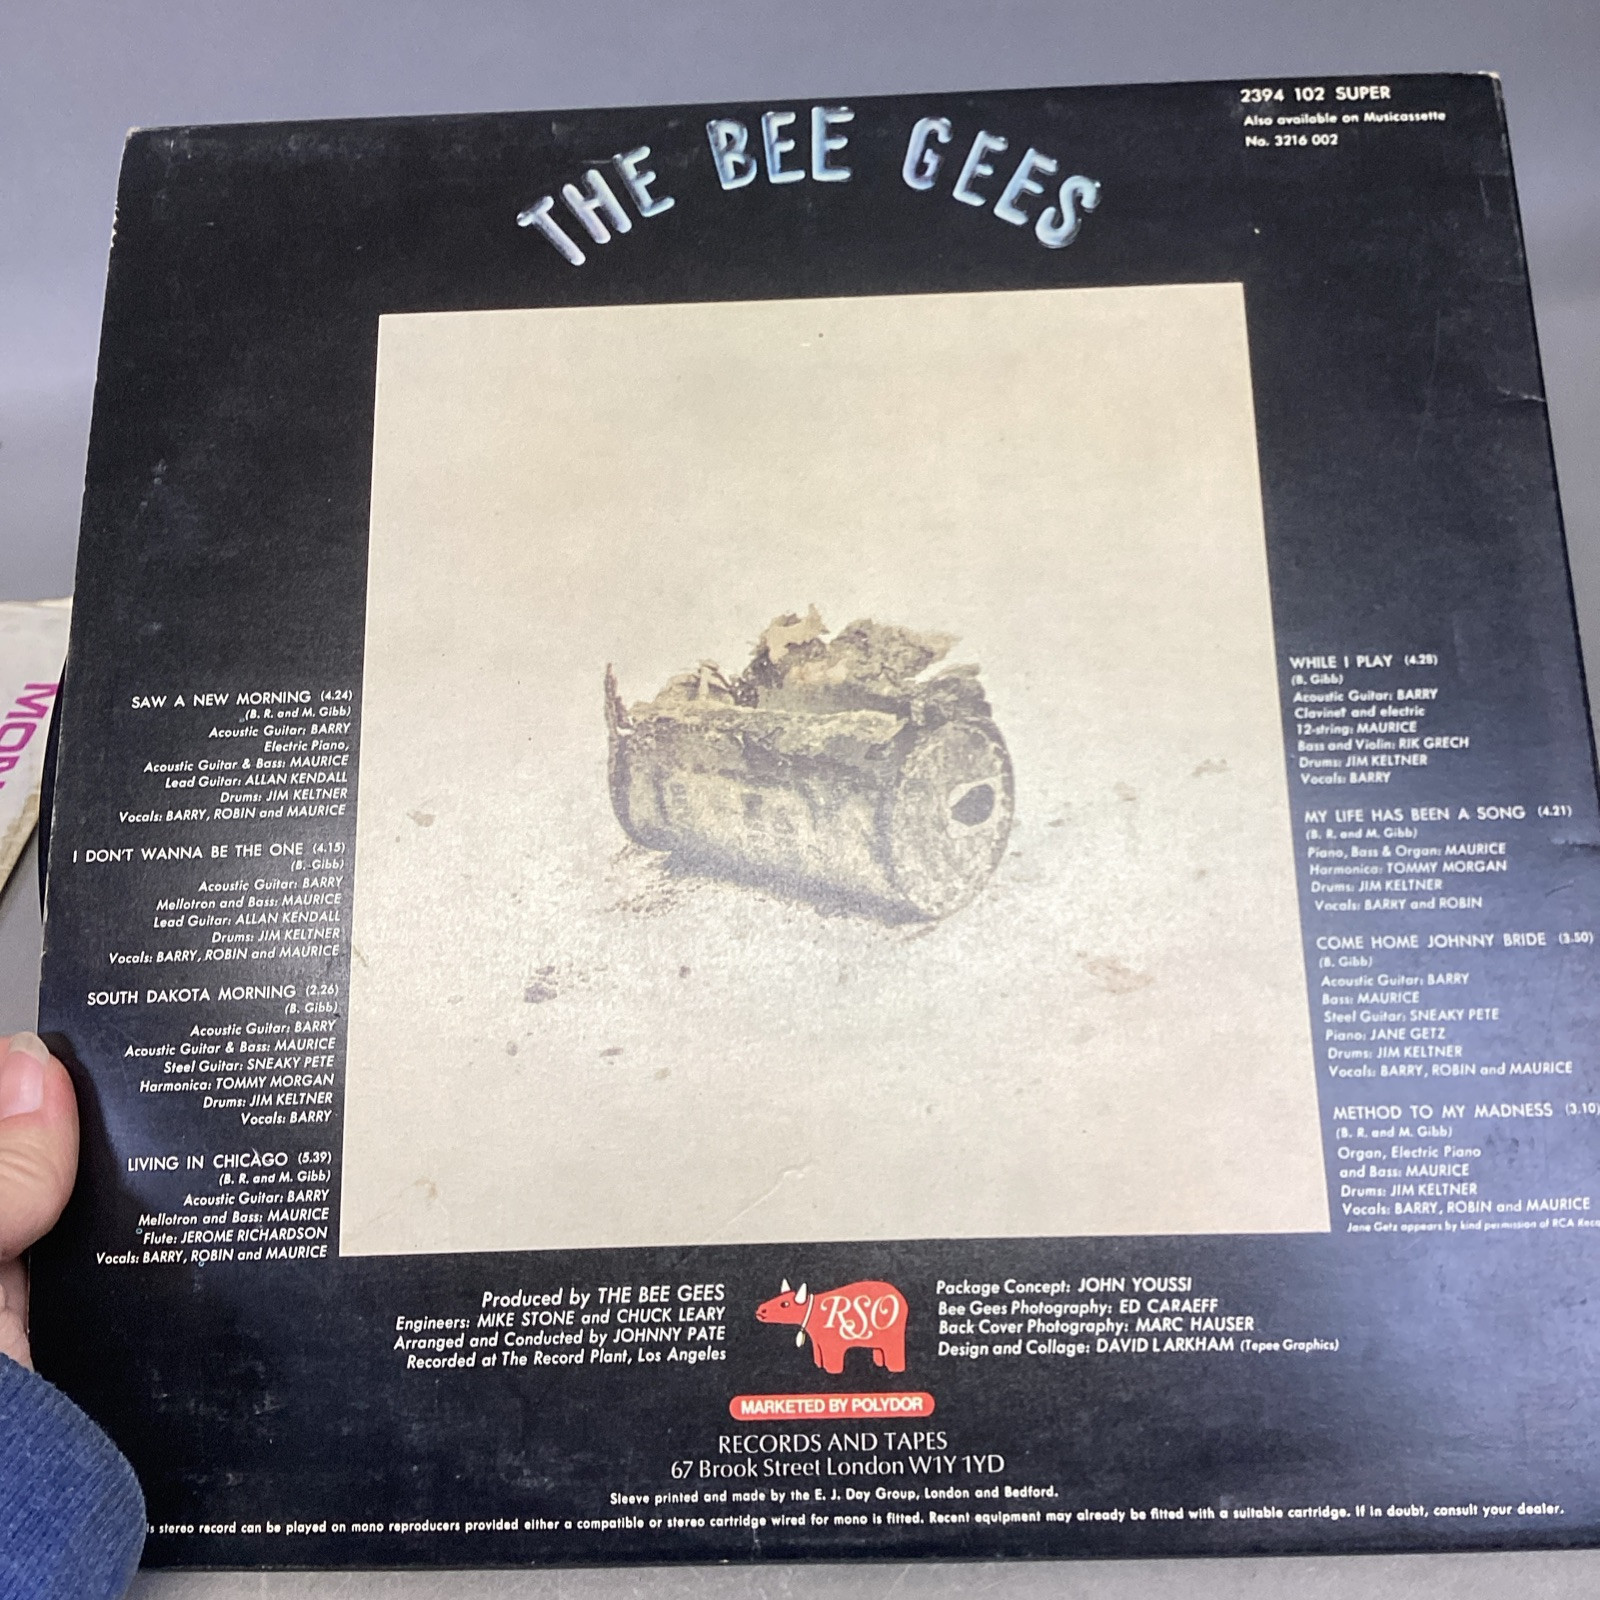 2394 102 SUPER
Also available on Musicassette
No. 3216 002
THE BEE GEES
SAW A NEW MORNING (4.24)
(B. R. and M. Gibb)
Acoustic Guitar: BARRY
Electric Piano,
Acoustic Guitar & Bass: MAURICE
Lead Guitar: ALLAN KENDALL
Drums: JIM KELTNER
Vocals: BARRY, ROBIN and MAURICE
I DON'T WANNA BE THE ONE (4.15)
(B. Gibb)
Acoustic Guitar: BARRY
Mellotron and Bass: MAURICE
Lead Guitar: ALLAN KENDALL
Drums: JIM KELTNER
Vocals: BARRY, ROBIN and MAURICE
SOUTH DAKOTA MORNING (2.26)
(B. Gibb)
Acoustic Guitar: BARRY
Acoustic Guitar & Bass: MAURICE
Steel Guitar: SNEAKY PETE
Harmonica: TOMMY MORGAN
Drums: JIM KELTNER
Vocals: BARRY
LIVING IN CHICAGO (5.39)
(B. R. and M. Gibb)
Acoustic Guitar: BARRY
Mellotron and Bass: MAURICE
Flute: JEROME RICHARDSON
Vocals: BARRY, ROBIN and MAURICE
WHILE I PLAY (4.28)
(B. Gibb)
Acoustic Guitar: BARRY
Clavinet and electric
12-string: MAURICE
Bass and Violin: RIK GRECH
Drums: JIM KELTNER
Vocals: BARRY
MY LIFE HAS BEEN A SONG (4.21)
(B. R. and M. Gibb)
Piano, Bass & Organ: MAURICE
Harmonica: TOMMY MORGAN
Drums: JIM KELTNER
Vocals: BARRY and ROBIN
COME HOME JOHNNY BRIDE (3.50)
(B. Gibb)
Acoustic Guitar: BARRY
Bass: MAURICE
Steel Guitar: SNEAKY PETE
Piano: JANE GETZ
Drums: JIM KELTNER
Vocals: BARRY, ROBIN and MAURICE
METHOD TO MY MADNESS (3.10)
(B. R. and M. Gibb)
Organ, Electric Piano
and Bass: MAURICE
Drums: JIM KELTNER
Vocals: BARRY, ROBIN and MAURICE
Jane Getz appears by kind permission of RCA
Produced by THE BEE GEES
Engineers: MIKE STONE and CHUCK LEARY
Arranged and Conducted by JOHNNY PATE
Recorded at The Record Plant, Los Angeles
RSO
Package Concept: JOHN YOUSSI
Bee Gees Photography: ED CARAEFF
Back Cover Photography: MARC HAUSER
Design and Collage: DAVID LARKHAM (Tepee Graphics)
MARKETED BY POLYDOR
RECORDS AND TAPES
67 Brook Street London W1Y 1YD
Sleeve printed and made by the E. J. Day Group, London and Bedford.
is stereo record can be played on mono reproducers provided either a compatible or stereo cartridge wired for mono is fitted. Recent equipment may already be fitted with a suitable cartridge. If in doubt, consult your dealer.